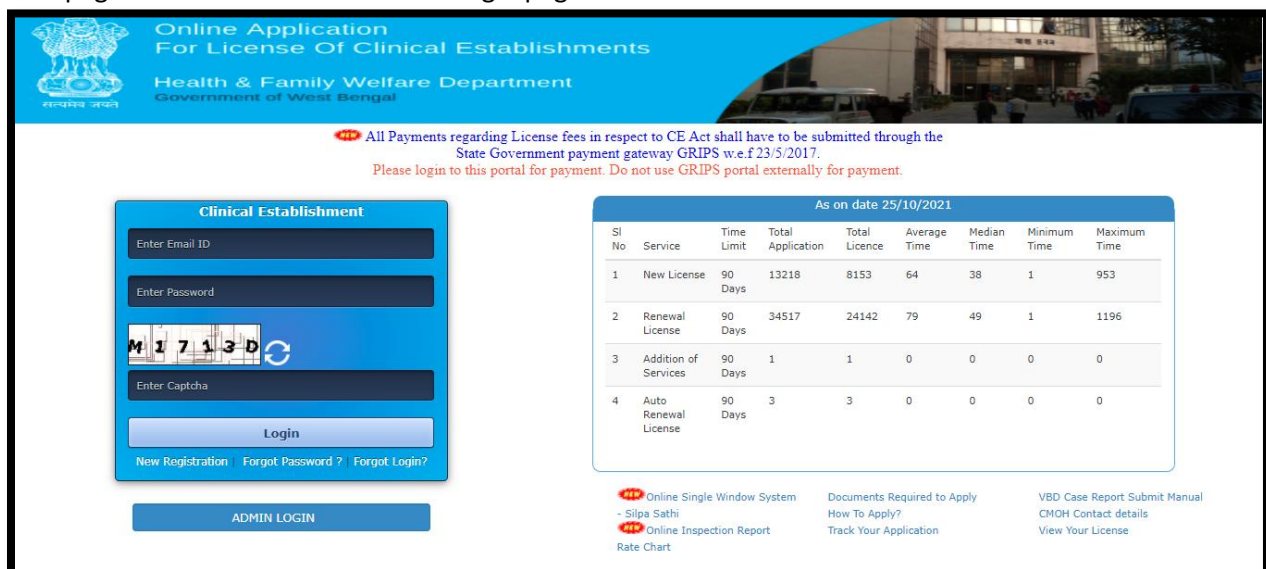 Online Application
For License Of Clinical Establishments
Health & Family Welfare Department
Government of West Bengal
सत्यमेव जयते
NEW All Payments regarding License fees in respect to CE Act shall have to be submitted through the
State Government payment gateway GRIPS w.e.f 23/5/2017.
Please login to this portal for payment. Do not use GRIPS portal externally for payment.
Clinical Establishment
Enter Email ID
Enter Password
M 1 7 1 3 D
Enter Captcha
Login
New Registration | Forgot Password ? | Forgot Login?
ADMIN LOGIN
As on date 25/10/2021
Sl No Service Time Limit Total Application Total Licence Average Time Median Time Minimum Time Maximum Time
1 New License 90 Days 13218 8153 64 38 1 953
2 Renewal License 90 Days 34517 24142 79 49 1 1196
3 Addition of Services 90 Days 1 1 0 0 0 0
4 Auto Renewal License 90 Days 3 3 0 0 0 0
NEW Online Single Window System
- Silpa Sathi
NEW Online Inspection Report
Rate Chart
Documents Required to Apply
How To Apply?
Track Your Application
VBD Case Report Submit Manual
CMOH Contact details
View Your License